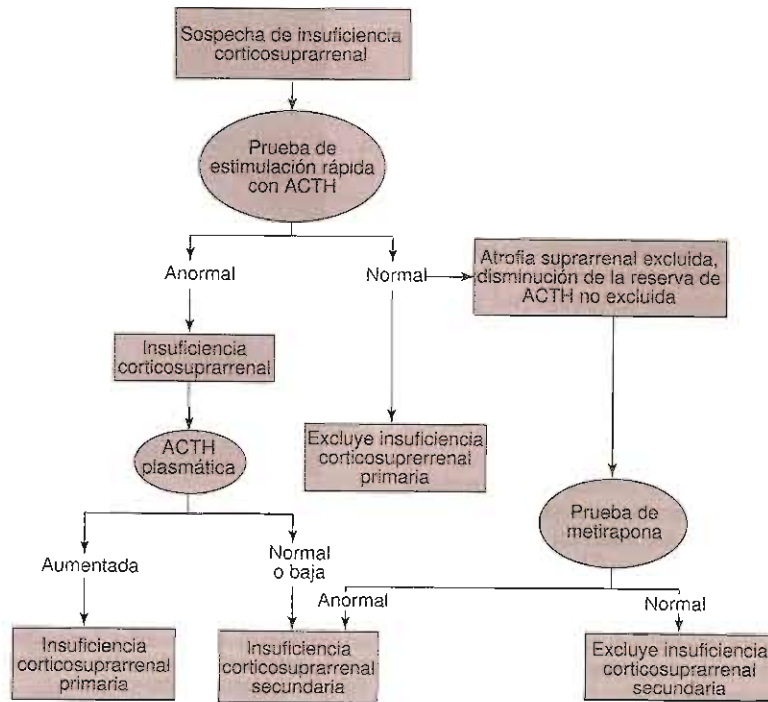 Sospecha de insuficiencia
corticosuprarrenal
Prueba de
estimulación rápida
con ACTH
Anormal
Normal
Atrofia suprarrenal excluida,
disminución de la reserva de
ACTH no excluida
Insuficiencia
corticosuprarrenal
ACTH
plasmática
Excluye insuficiencia
corticosuprerrenal
primaria
Prueba de
metirapona
Aumentada
Normal
o baja
Anormal
Normal
Insuficiencia
corticosuprarrenal
primaria
Insuficiencia
corticosuprarrenal
secundaria
Excluye insuficiencia
corticosuprarrenal
secundaria